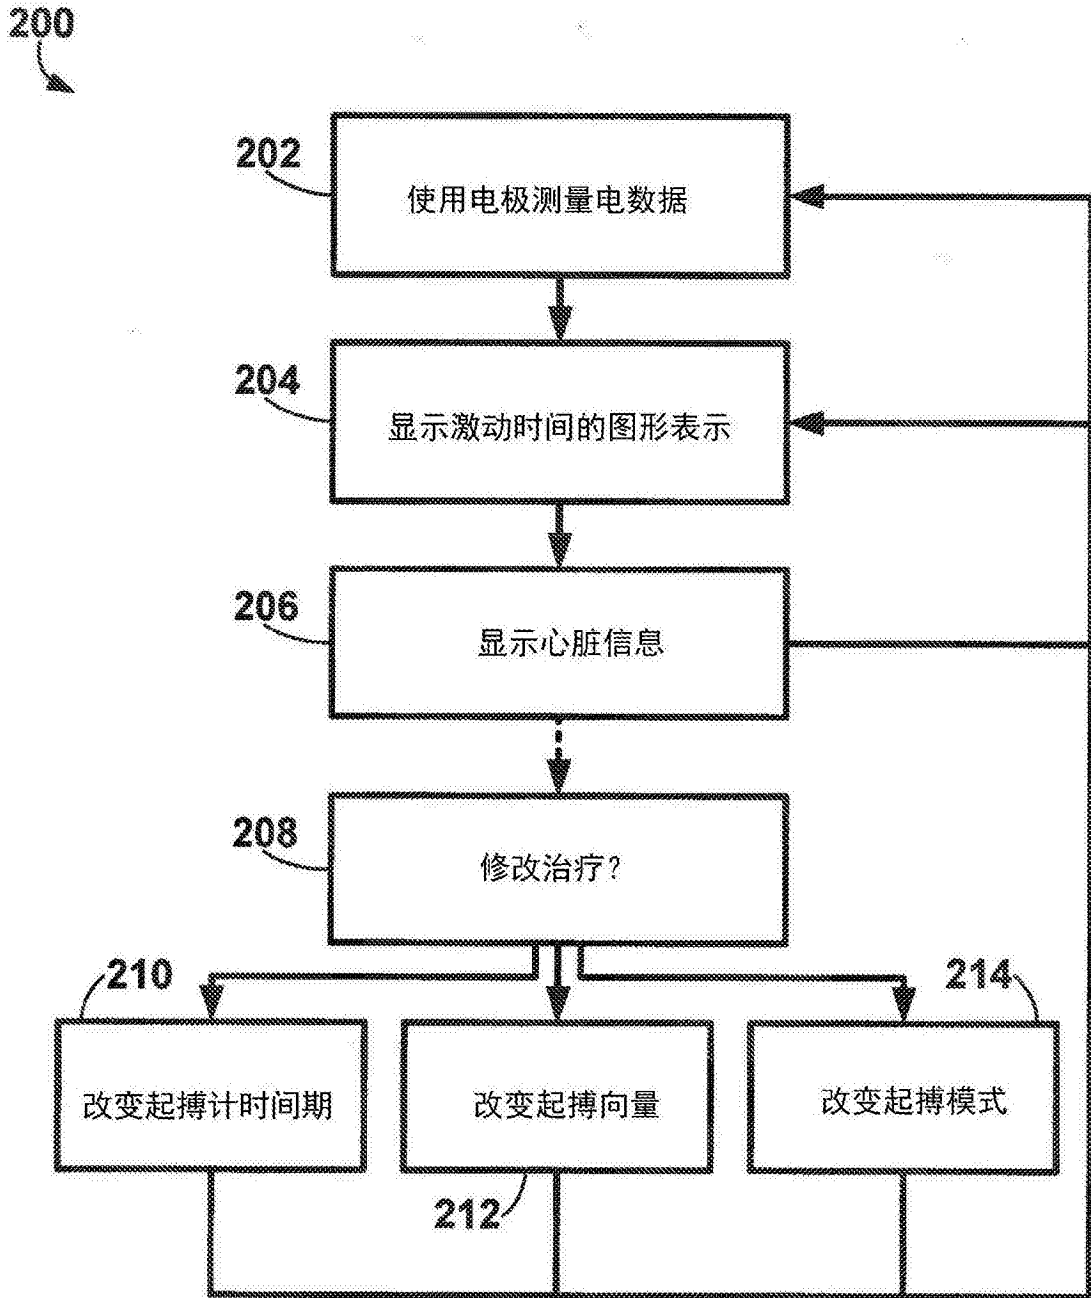 200
202
使用电极测量电数据
204
显示激动时间的图形表示
206
显示心脏信息
208
修改治疗?
210
214
改变起搏计时间期
改变起搏向量
改变起搏模式
212